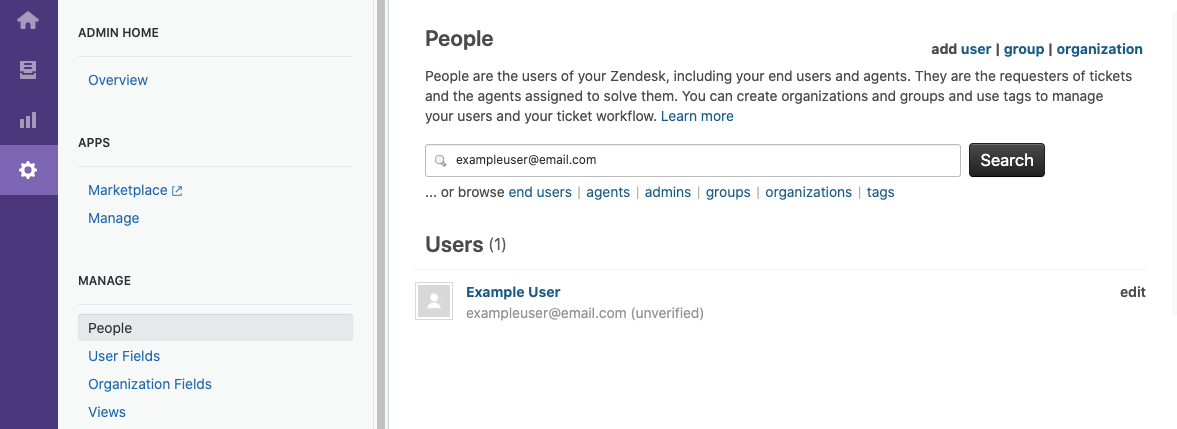 ADMIN HOME
Overview
APPS
Marketplace
Manage
MANAGE
People
User Fields
Organization Fields
Views
People
add user | group | organization
People are the users of your Zendesk, including your end users and agents. They are the requesters of tickets
and the agents assigned to solve them. You can create organizations and groups and use tags to manage
your users and your ticket workflow. Learn more
exampleuser@email.com
Search
... or browse end users | agents | admins | groups | organizations | tags
Users (1)
Example User
edit
exampleuser@email.com (unverified)